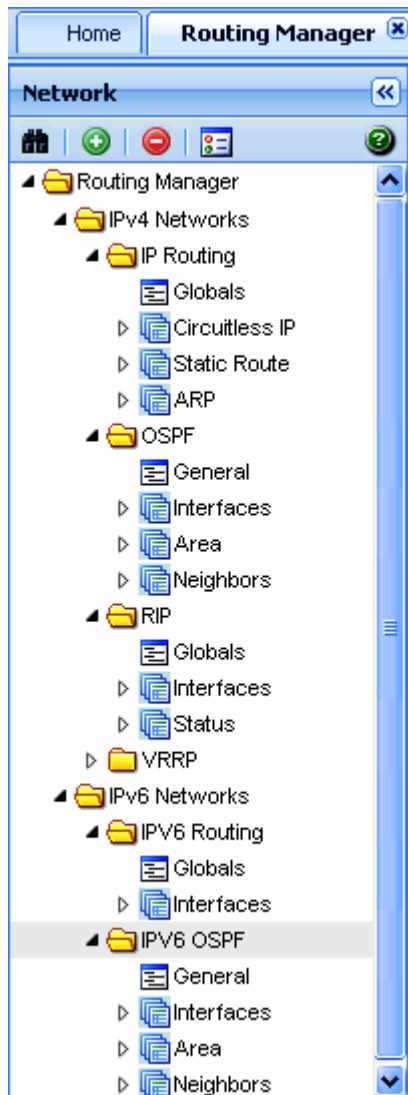 Home Routing Manager
Network
Routing Manager
IPv4 Networks
IP Routing
Globals
Circuitless IP
Static Route
ARP
OSPF
General
Interfaces
Area
Neighbors
RIP
Globals
Interfaces
Status
VRRP
IPv6 Networks
IPV6 Routing
Globals
Interfaces
IPV6 OSPF
General
Interfaces
Area
Neighbors